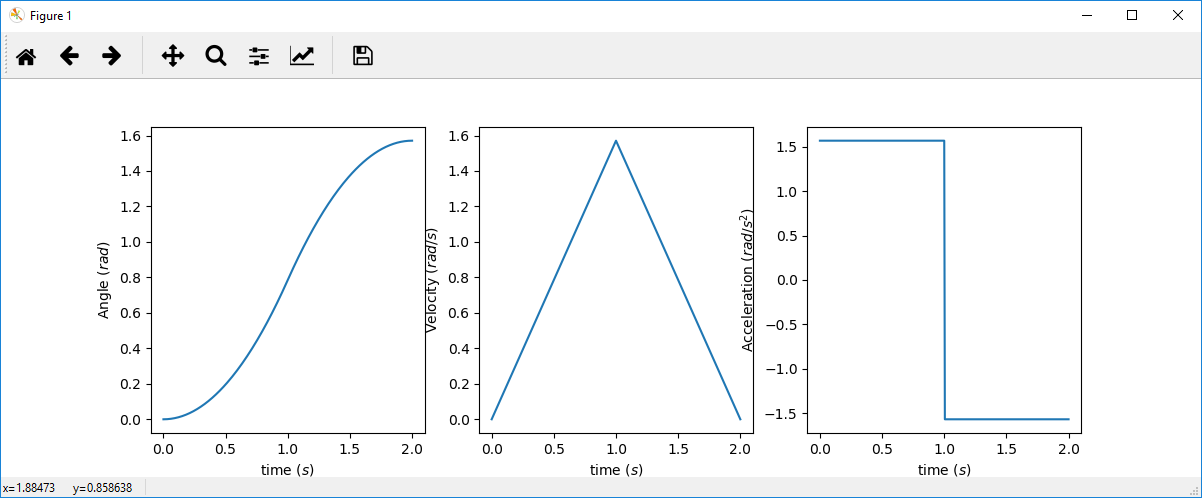 Figure 1
1.6
1.4
1.2
1.0
0.8
0.6
0.4
0.2
0.0
Angle (rad)
0.0 0.5 1.0 1.5 2.0
time (s)
1.6
1.4
1.2
1.0
0.8
0.6
0.4
0.2
0.0
Velocity (rad/s)
0.0 0.5 1.0 1.5 2.0
time (s)
1.5
1.0
0.5
0.0
−0.5
−1.0
−1.5
Acceleration (rad/s²)
0.0 0.5 1.0 1.5 2.0
time (s)
x=1.88473 y=0.858638